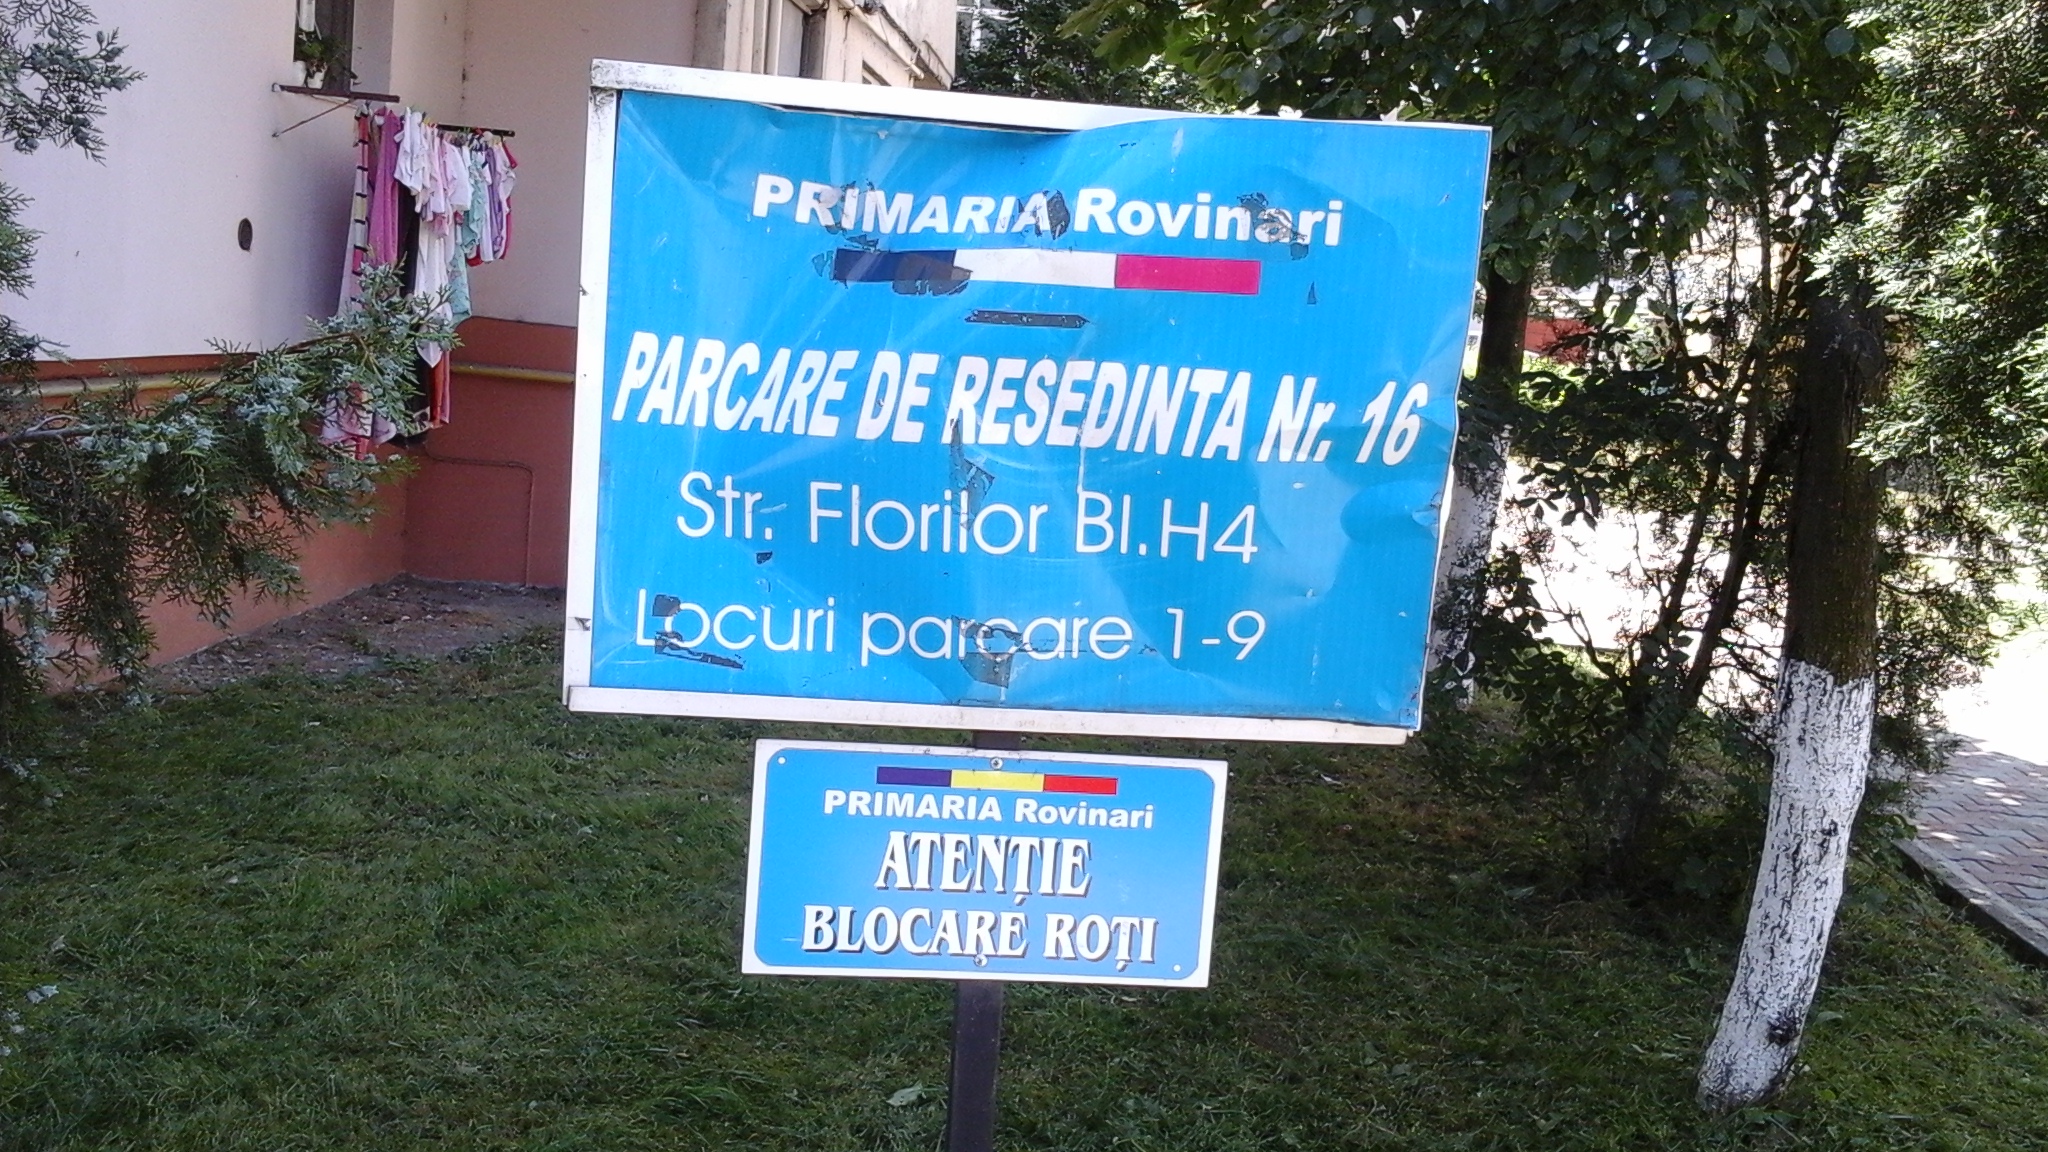 PRIMARIA Rovinari
PARCARE DE RESEDINTA Nr. 16
Str. Florilor Bl.H4
Locuri parcare 1-9
PRIMARIA Rovinari
ATENȚIE
BLOCARE ROȚI